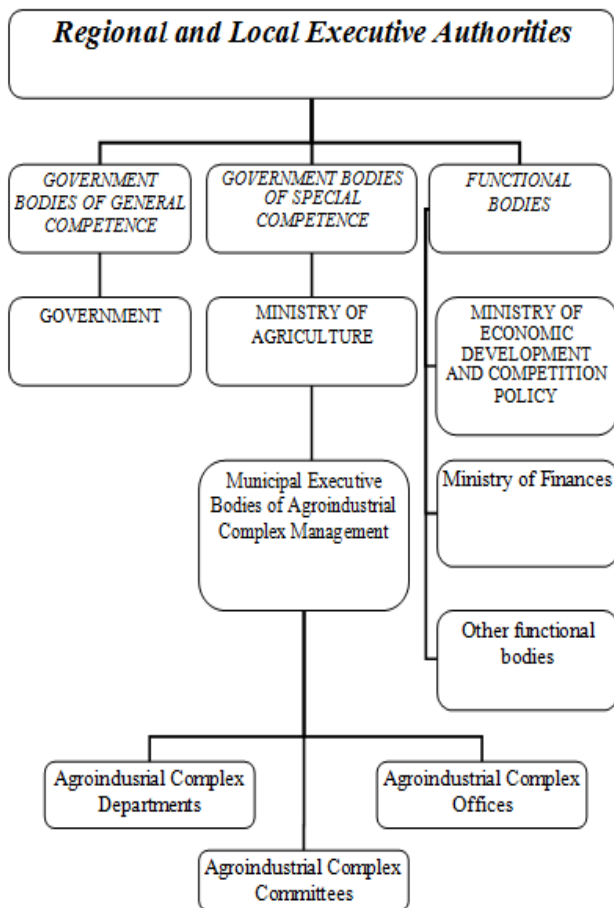 Regional and Local Executive Authorities
GOVERNMENT
BODIES OF GENERAL
COMPETENCE
GOVERNMENT BODIES
OF SPECIAL
COMPETENCE
FUNCTIONAL
BODIES
GOVERNMENT
MINISTRY OF
AGRICULTURE
MINISTRY OF
ECONOMIC
DEVELOPMENT
AND COMPETITION
POLICY
Municipal Executive
Bodies of Agroindustrial
Complex Management
Ministry of Finances
Other functional
bodies
Agroindusrial Complex
Departments
Agroindustrial Complex
Offices
Agroindustrial Complex
Committees